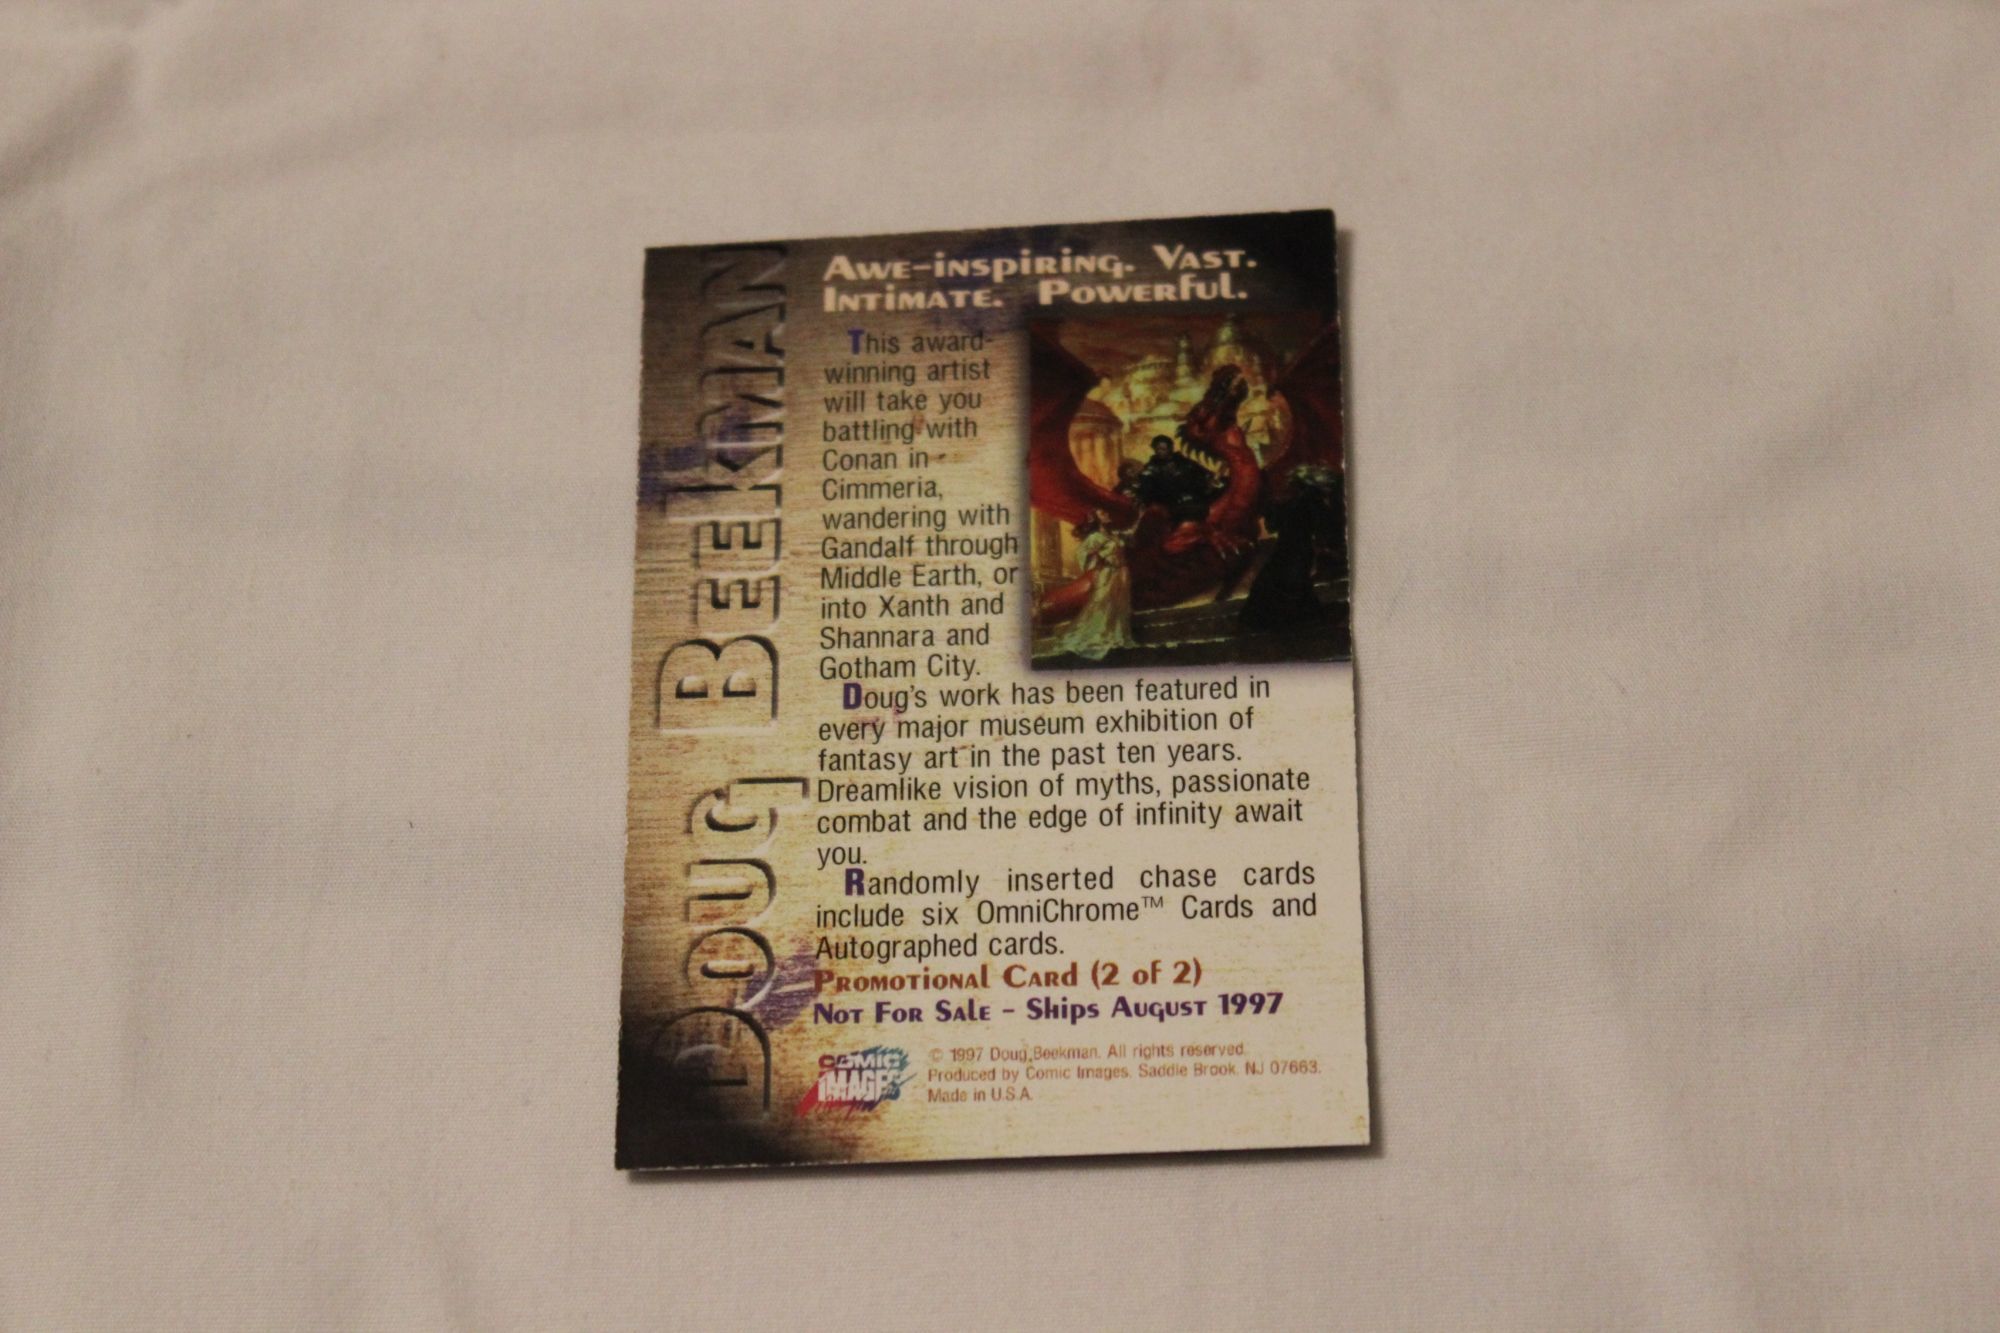 DOUG BEEKMAN
AWE-INSPIRING. VAST.
INTIMATE. POWERFUL.
This award-
winning artist
will take you
battling with
Conan in
Cimmeria,
wandering with
Gandalf through
Middle Earth, or
into Xanth and
Shannara and
Gotham City.
Doug's work has been featured in
every major museum exhibition of
fantasy art in the past ten years.
Dreamlike vision of myths, passionate
combat and the edge of infinity await
you.
Randomly inserted chase cards
include six OmniChrome™ Cards and
Autographed cards.
PROMOTIONAL CARD (2 OF 2)
NOT FOR SALE - SHIPS AUGUST 1997
COMIC
IMAGES
© 1997 Doug Beekman. All rights reserved.
Produced by Comic Images. Saddle Brook. NJ 07663.
Made in U.S.A.